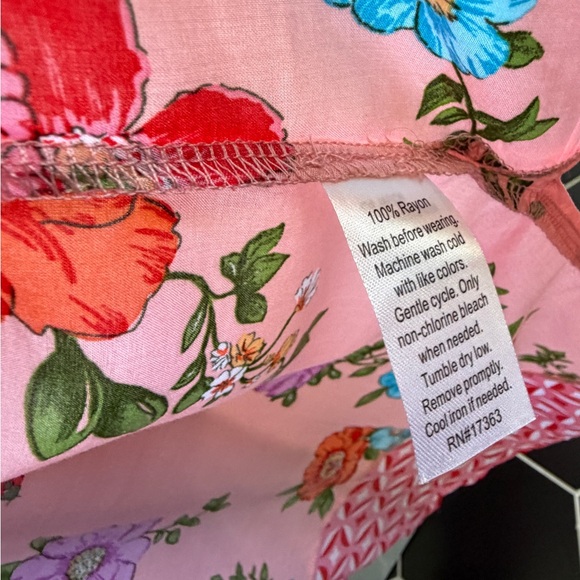 100% Rayon
Wash before wearing.
Machine wash cold
with like colors.
Gentle cycle. Only
non-chlorine bleach
when needed.
Tumble dry low.
Remove promptly.
Cool iron if needed.
RN#17363